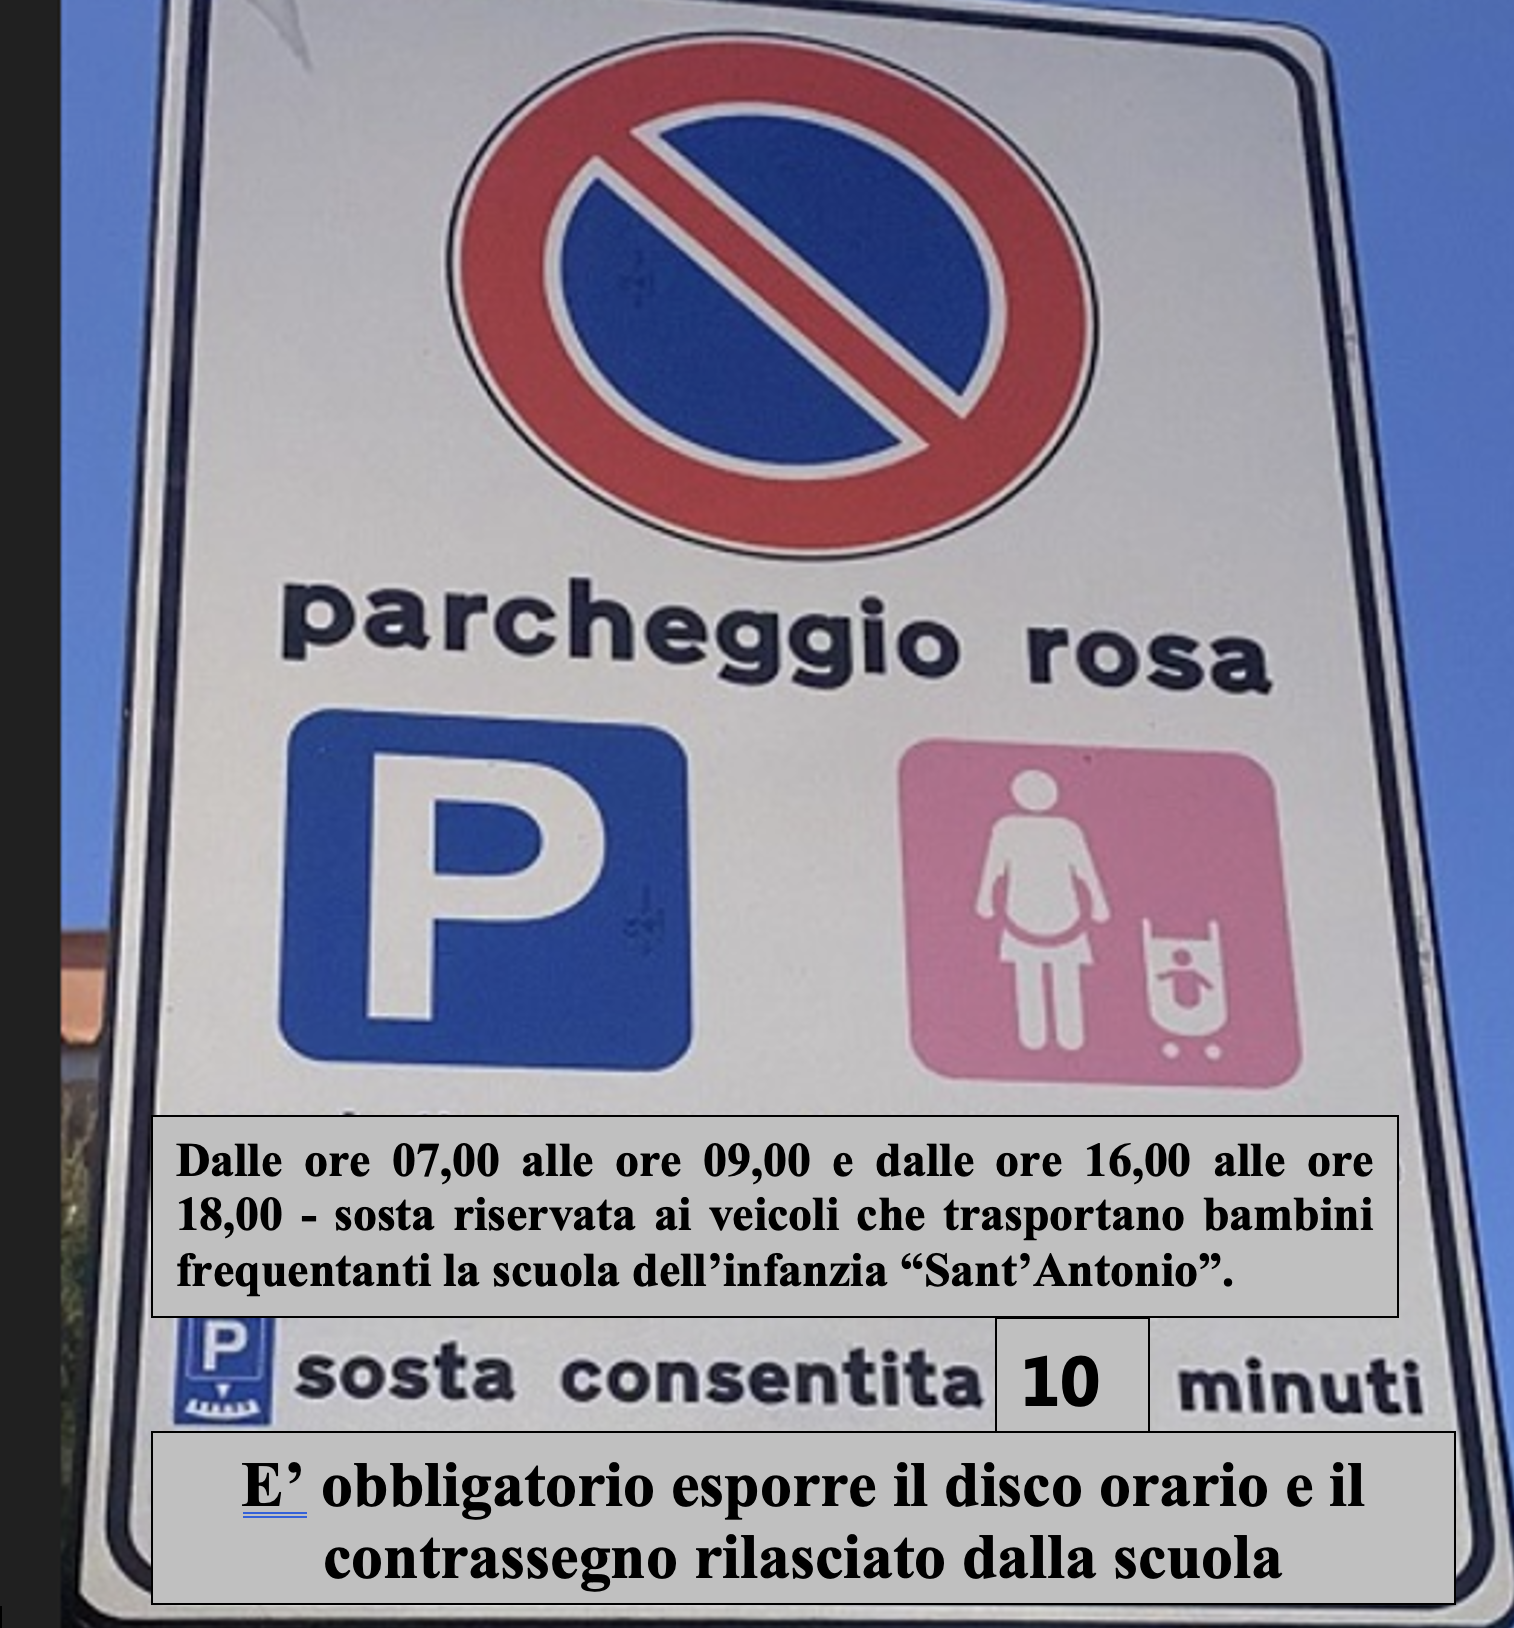 parcheggio rosa
P
Dalle ore 07,00 alle ore 09,00 e dalle ore 16,00 alle ore
18,00 - sosta riservata ai veicoli che trasportano bambini
frequentanti la scuola dell’infanzia “Sant’Antonio”.
P sosta consentita 10 minuti
E’ obbligatorio esporre il disco orario e il
contrassegno rilasciato dalla scuola